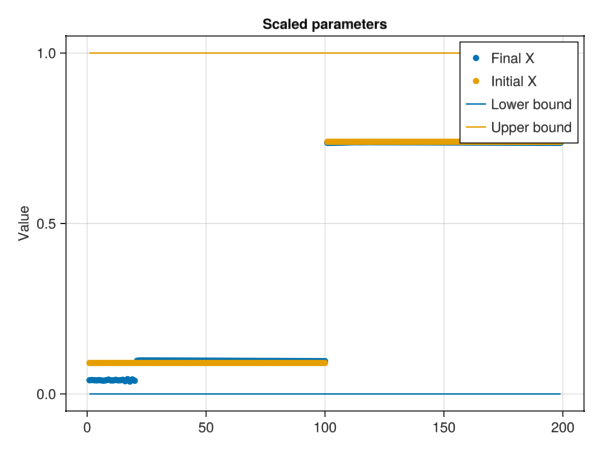 Scaled parameters
Value
1.0
0.5
0.0
Final X
Initial X
Lower bound
Upper bound
0
50
100
150
200